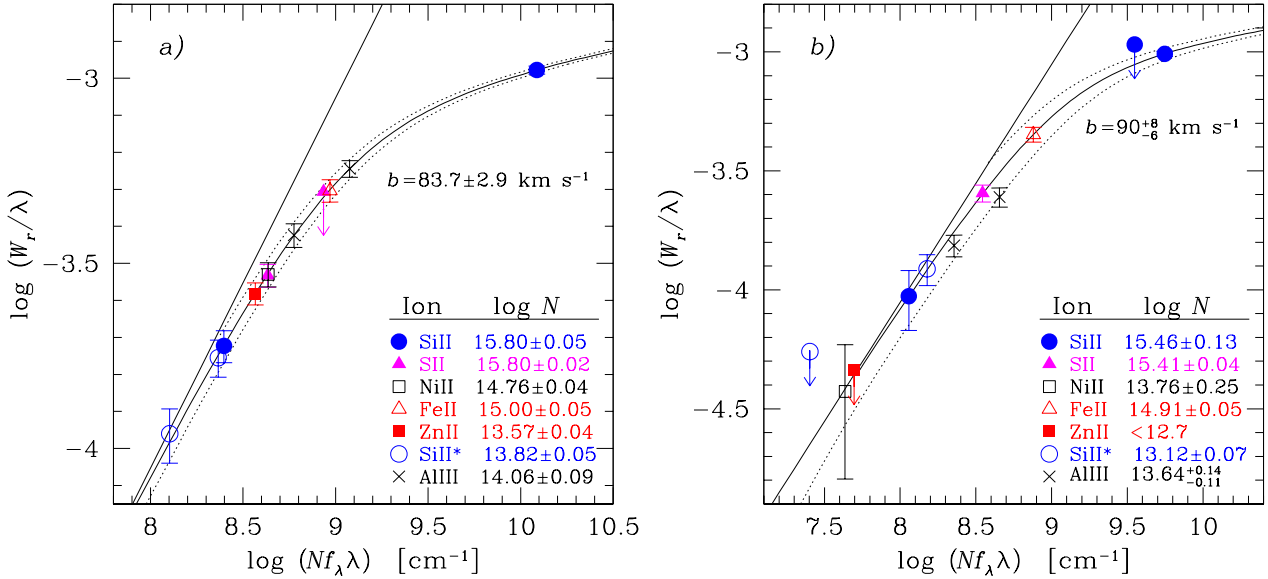 a)
−3
−3.5
−4
log (Wᵣ/λ)
b=83.7±2.9 km s⁻¹
Ion log N
SiII 15.80±0.05
SII 15.80±0.02
NiII 14.76±0.04
FeII 15.00±0.05
ZnII 13.57±0.04
SiII* 13.82±0.05
AlIII 14.06±0.09
8 8.5 9 9.5 10 10.5
log (Nf_λλ) [cm⁻¹]
b)
−3
−3.5
−4
−4.5
log (Wᵣ/λ)
b=90⁺⁸₋₆ km s⁻¹
Ion log N
SiII 15.46±0.13
SII 15.41±0.04
NiII 13.76±0.25
FeII 14.91±0.05
ZnII <12.7
SiII* 13.12±0.07
AlIII 13.64+0.14−0.11
7.5 8 8.5 9 9.5 10
log (Nf_λλ) [cm⁻¹]